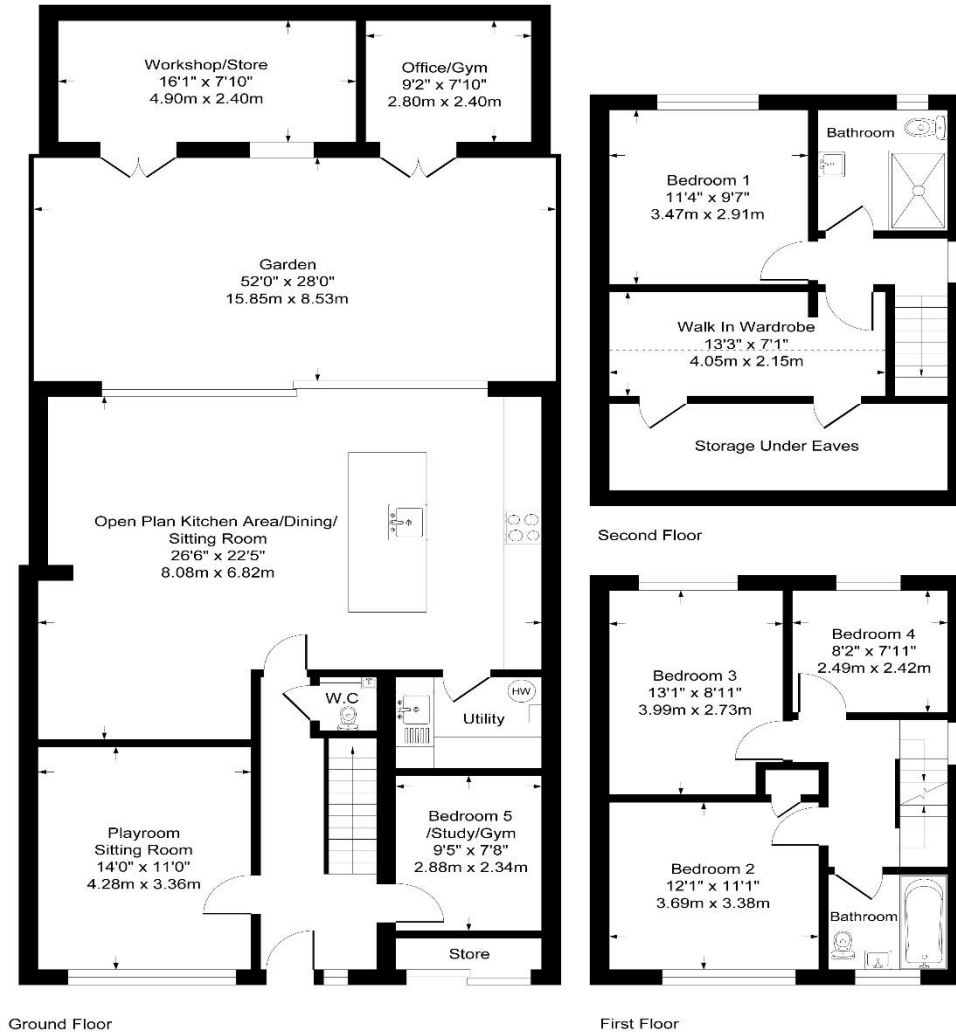 Workshop/Store
16'1" x 7'10"
4.90m x 2.40m
Office/Gym
9'2" x 7'10"
2.80m x 2.40m
Garden
52'0" x 28'0"
15.85m x 8.53m
Open Plan Kitchen Area/Dining/
Sitting Room
26'6" x 22'5"
8.08m x 6.82m
W.C
Utility
HW
Playroom
Sitting Room
14'0" x 11'0"
4.28m x 3.36m
Bedroom 5
/Study/Gym
9'5" x 7'8"
2.88m x 2.34m
Store
Ground Floor
Bedroom 1
11'4" x 9'7"
3.47m x 2.91m
Bathroom
Walk In Wardrobe
13'3" x 7'1"
4.05m x 2.15m
Storage Under Eaves
Second Floor
Bedroom 3
13'1" x 8'11"
3.99m x 2.73m
Bedroom 4
8'2" x 7'11"
2.49m x 2.42m
Bedroom 2
12'1" x 11'1"
3.69m x 3.38m
Bathroom
First Floor